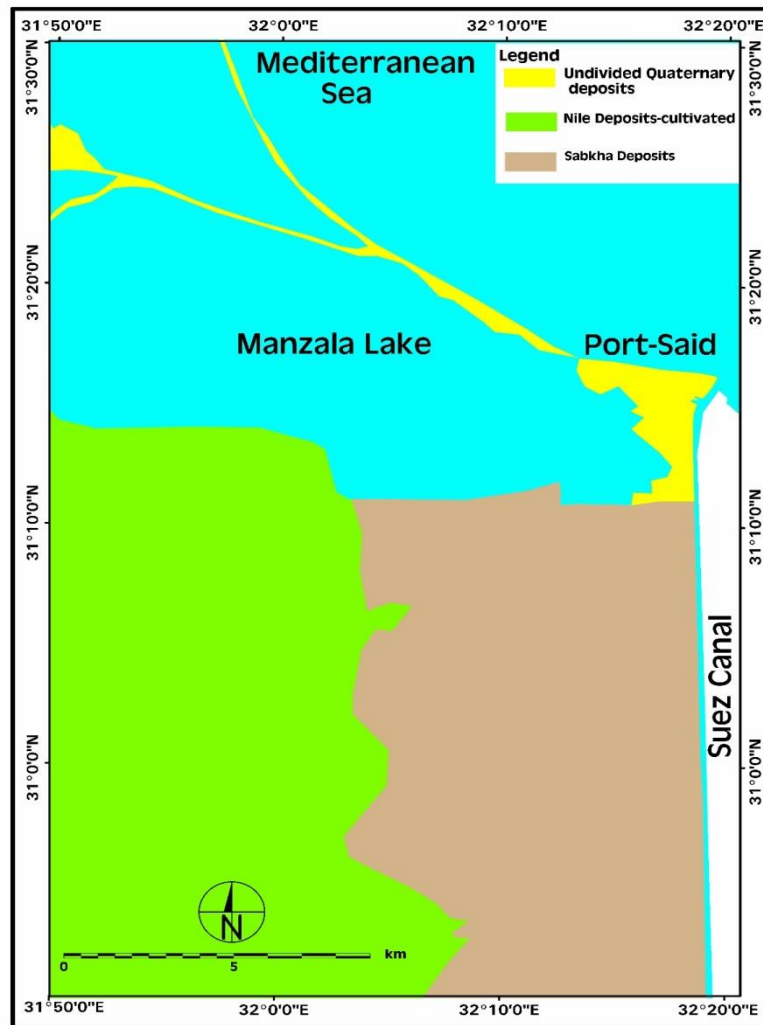 31°50'0"E
32°0'0"E
32°10'0"E
32°20'0"E
31°30'0"N
31°30'0"N
Mediterranean
Sea
Legend
Undivided Quaternary
deposits
Nile Deposits-cultivated
Sabkha Deposits
31°20'0"N
31°20'0"N
Manzala Lake
Port-Said
31°10'0"N
31°10'0"N
Suez Canal
31°0'0"N
31°0'0"N
N
km
0
5
31°50'0"E
32°0'0"E
32°10'0"E
32°20'0"E